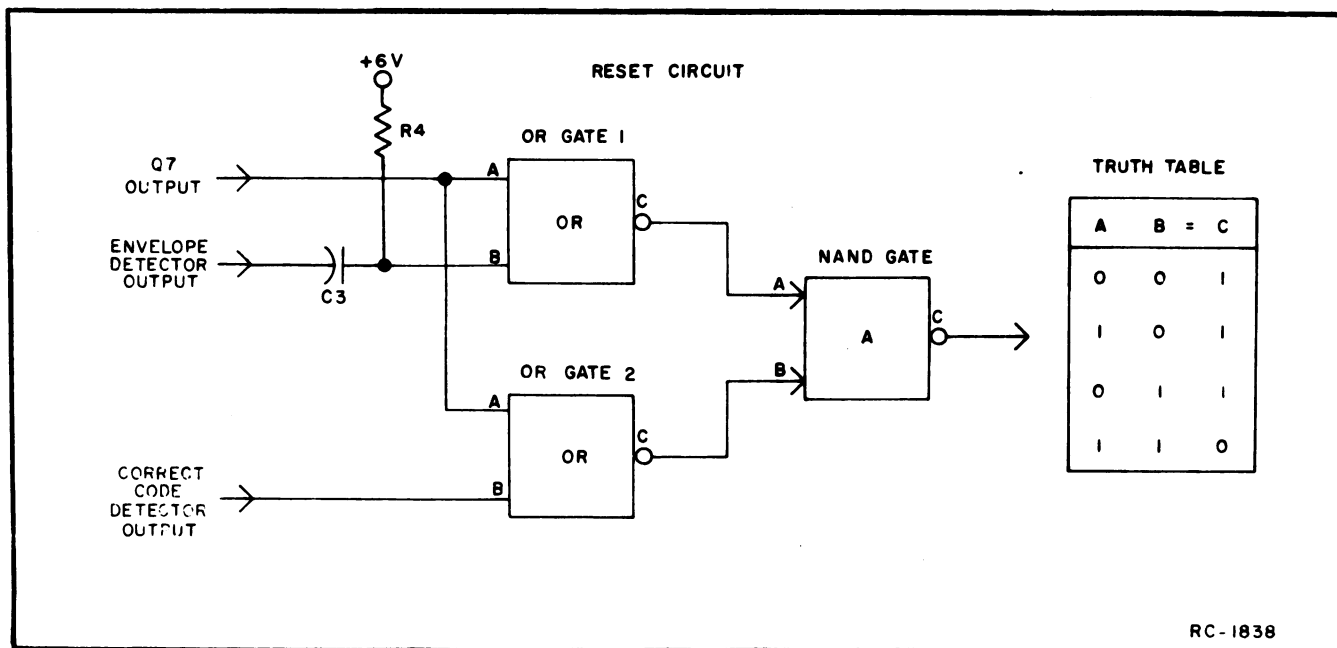 RESET CIRCUIT
+6V
R4
Q7
OUTPUT
ENVELOPE
DETECTOR
OUTPUT
C3
CORRECT
CODE
DETECTOR
OUTPUT
OR GATE 1
A
B
OR
C
OR GATE 2
A
B
OR
C
NAND GATE
A
B
A
C
TRUTH TABLE
A B = C
0 0 1
1 0 1
0 1 1
1 1 0
RC-1838